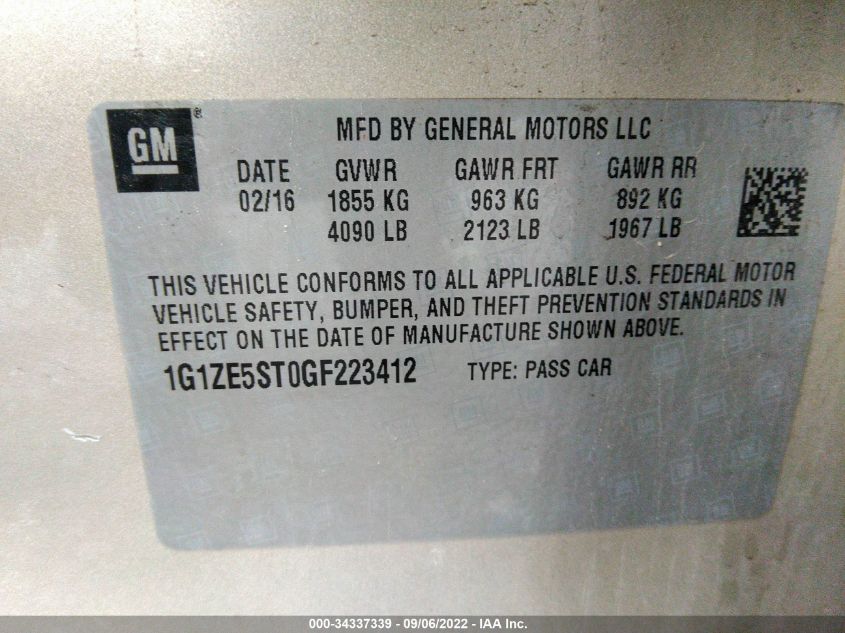 GM®
MFD BY GENERAL MOTORS LLC
DATE GVWR GAWR FRT GAWR RR
02/16 1855 KG 963 KG 892 KG
4090 LB 2123 LB 1967 LB
THIS VEHICLE CONFORMS TO ALL APPLICABLE U.S. FEDERAL MOTOR
VEHICLE SAFETY, BUMPER, AND THEFT PREVENTION STANDARDS IN
EFFECT ON THE DATE OF MANUFACTURE SHOWN ABOVE.
1G1ZE5ST0GF223412 TYPE: PASS CAR
000-34337339 - 09/06/2022 - IAA Inc.